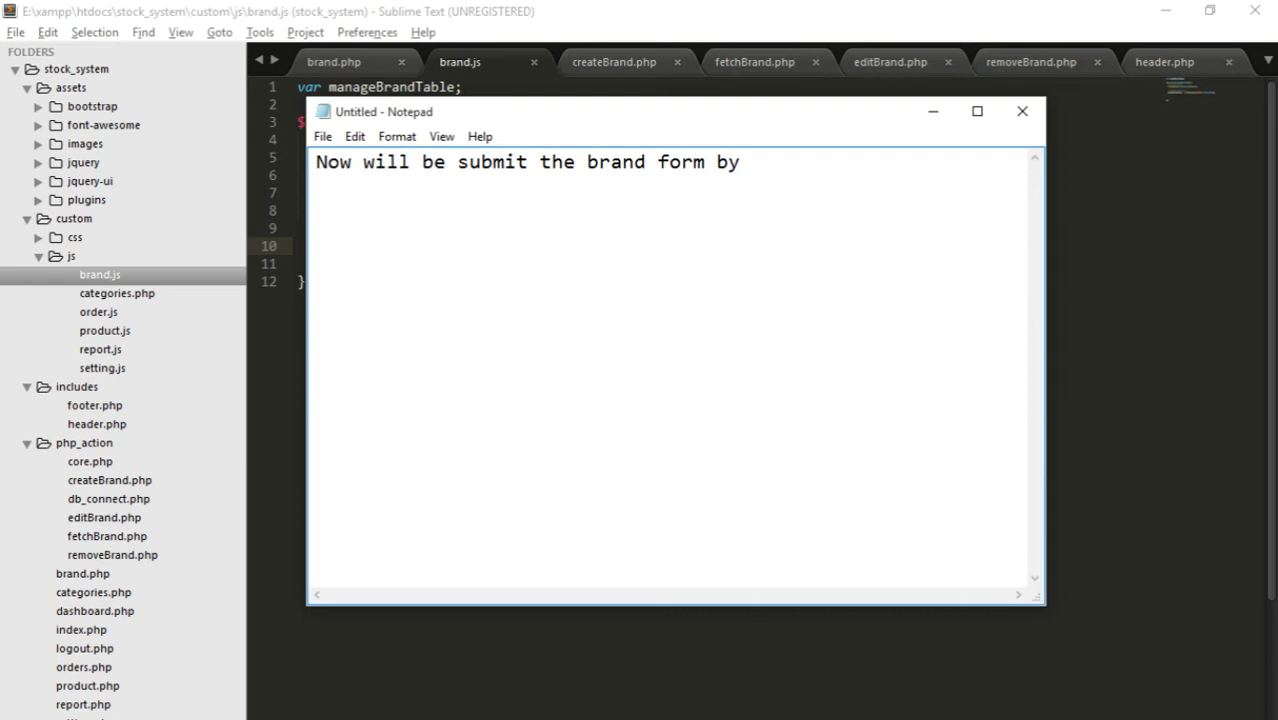 E:\xampp\htdocs\stock_system\custom\js\brand.js (stock_system) - Sublime Text (UNREGISTERED)
File Edit Selection Find View Goto Tools Project Preferences Help
FOLDERS
stock_system
assets
bootstrap
font-awesome
images
jquery
jquery-ui
plugins
custom
css
js
brand.js
categories.php
order.js
product.js
report.js
setting.js
includes
footer.php
header.php
php_action
core.php
createBrand.php
db_connect.php
editBrand.php
fetchBrand.php
removeBrand.php
brand.php
categories.php
dashboard.php
index.php
logout.php
orders.php
product.php
report.php
brand.php brand.js createBrand.php fetchBrand.php editBrand.php removeBrand.php header.php
1 var manageBrandTable;
2
3 $
4
5
6
7
8
9
10
11
12 }
Untitled - Notepad
File Edit Format View Help
Now will be submit the brand form by